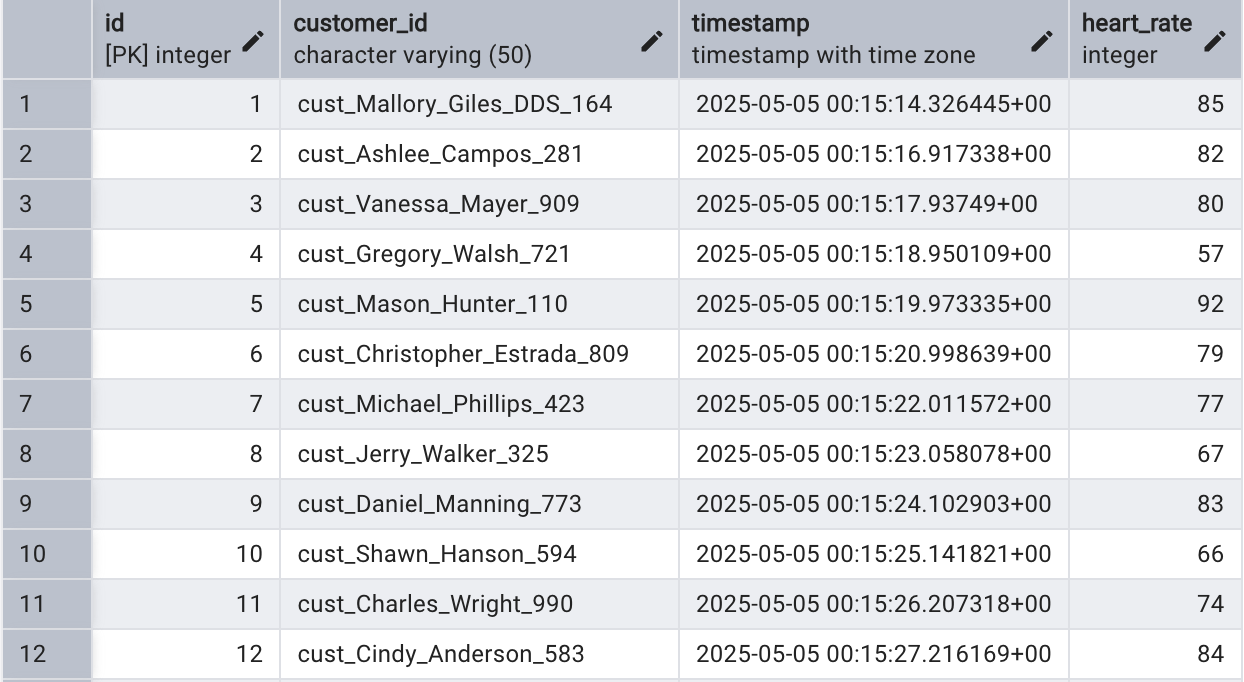 id customer_id timestamp heart_rate
[PK] integer character varying (50) timestamp with time zone integer
1 1 cust_Mallory_Giles_DDS_164 2025-05-05 00:15:14.326445+00 85
2 2 cust_Ashlee_Campos_281 2025-05-05 00:15:16.917338+00 82
3 3 cust_Vanessa_Mayer_909 2025-05-05 00:15:17.93749+00 80
4 4 cust_Gregory_Walsh_721 2025-05-05 00:15:18.950109+00 57
5 5 cust_Mason_Hunter_110 2025-05-05 00:15:19.973335+00 92
6 6 cust_Christopher_Estrada_809 2025-05-05 00:15:20.998639+00 79
7 7 cust_Michael_Phillips_423 2025-05-05 00:15:22.011572+00 77
8 8 cust_Jerry_Walker_325 2025-05-05 00:15:23.058078+00 67
9 9 cust_Daniel_Manning_773 2025-05-05 00:15:24.102903+00 83
10 10 cust_Shawn_Hanson_594 2025-05-05 00:15:25.141821+00 66
11 11 cust_Charles_Wright_990 2025-05-05 00:15:26.207318+00 74
12 12 cust_Cindy_Anderson_583 2025-05-05 00:15:27.216169+00 84